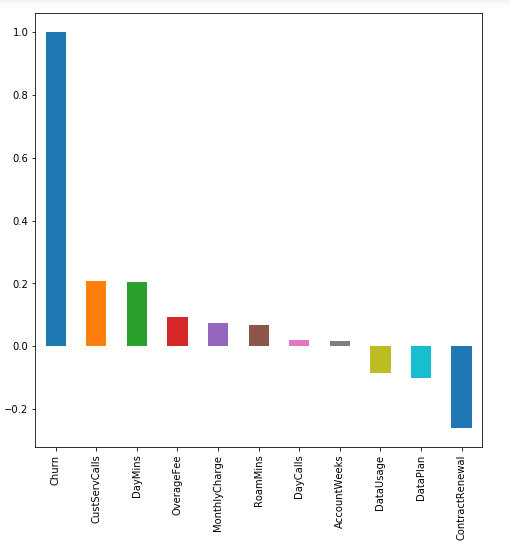 1.0
0.8
0.6
0.4
0.2
0.0
−0.2
Churn
CustServCalls
DayMins
OverageFee
MonthlyCharge
RoamMins
DayCalls
AccountWeeks
DataUsage
DataPlan
ContractRenewal